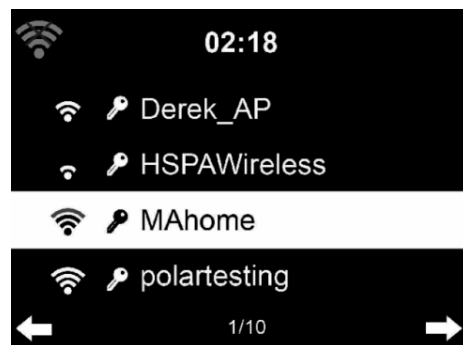 02:18
Derek_AP
HSPAWireless
MAhome
polartesting
1/10